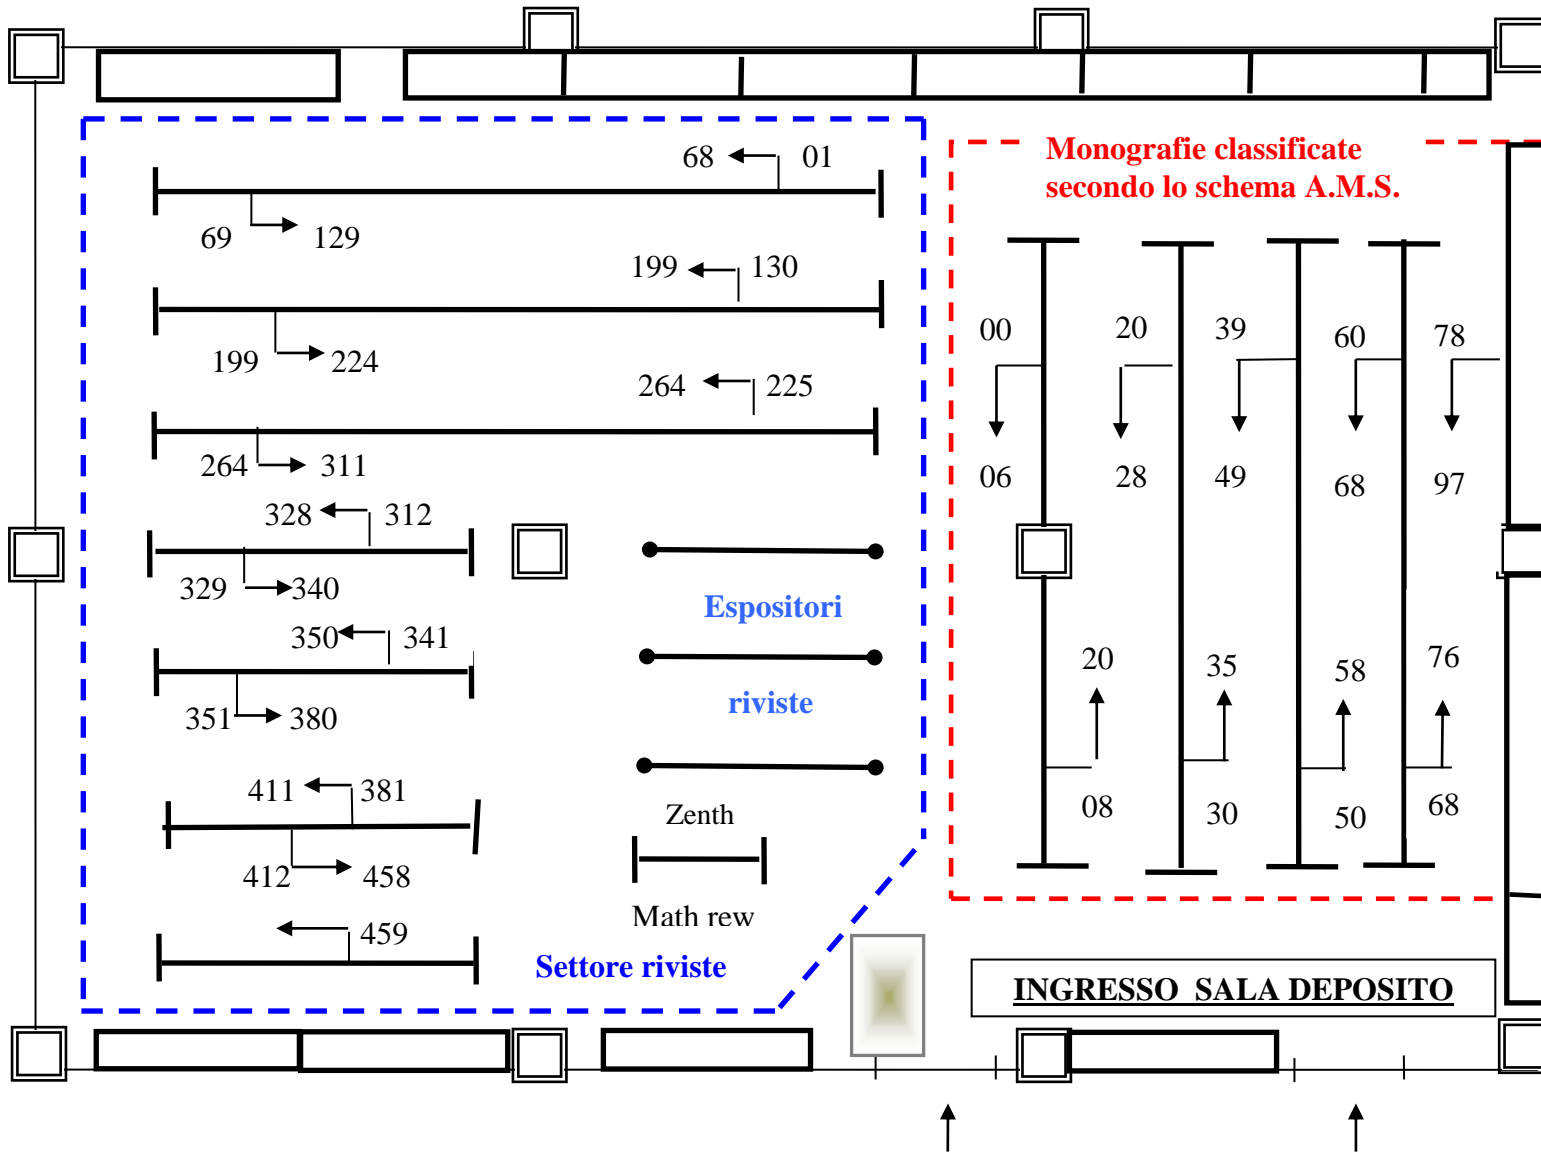 68 01
69 129
199 130
199 224
264 225
264 311
328 312
329 340
350 341
351 380
411 381
412 458
459
Espositori
riviste
Zenth
Math rew
Settore riviste
Monografie classificate
secondo lo schema A.M.S.
00 20 39 60 78
06 28 49 68 97
20 35 58 76
08 30 50 68
INGRESSO SALA DEPOSITO